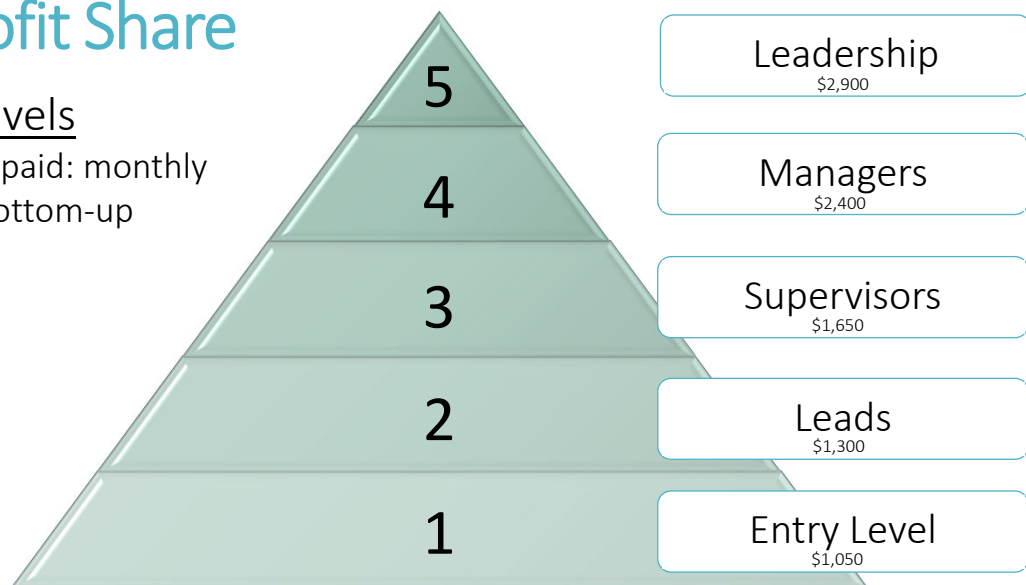 ofit Share
vels
paid: monthly
ottom-up
5
Leadership
$2,900
4
Managers
$2,400
3
Supervisors
$1,650
2
Leads
$1,300
1
Entry Level
$1,050